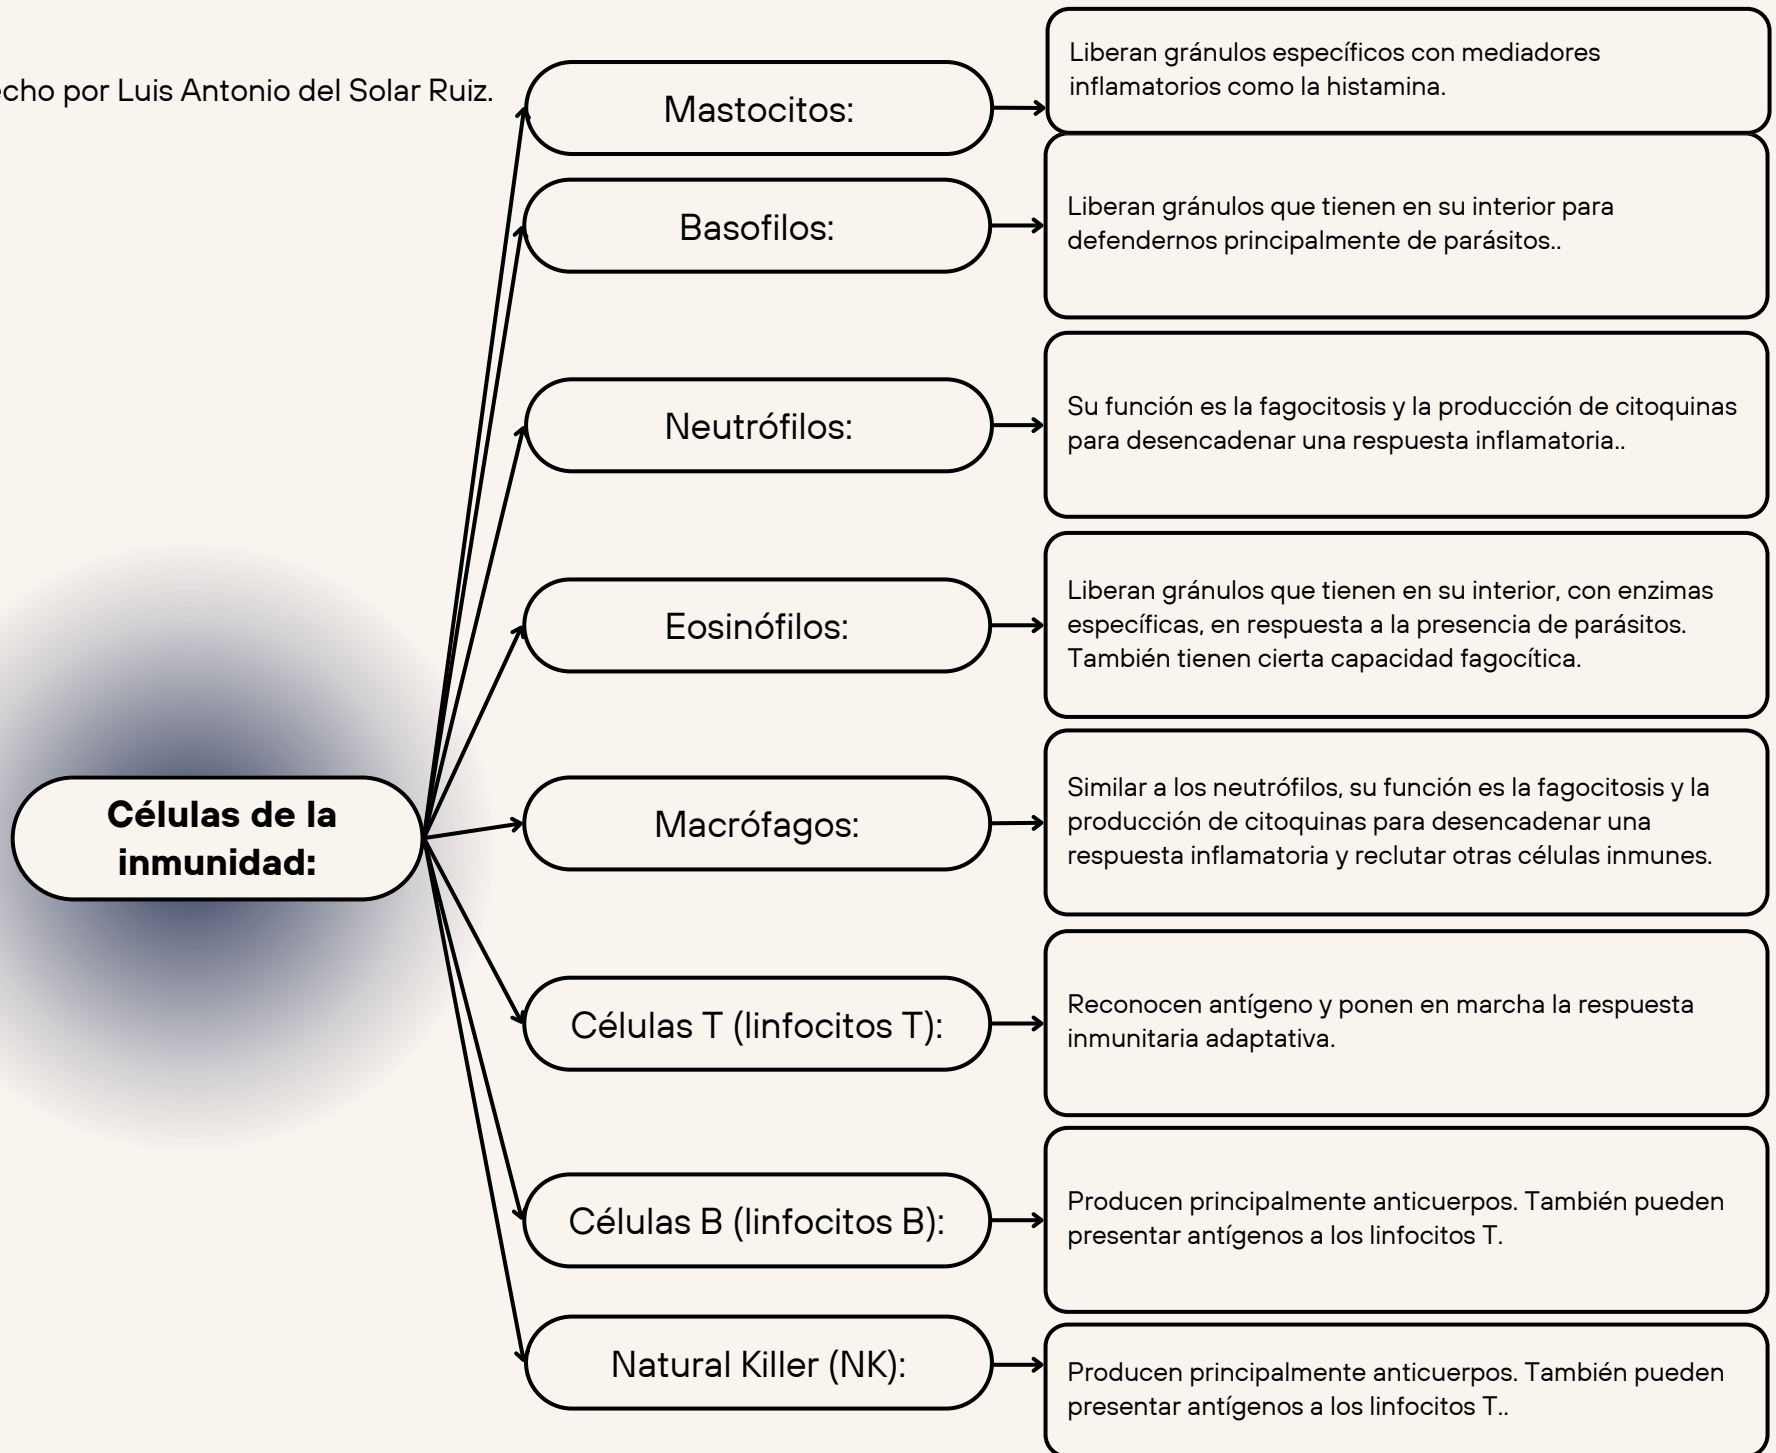 echo por Luis Antonio del Solar Ruiz.
Células de la
inmunidad:
Mastocitos:
Liberan gránulos específicos con mediadores
inflamatorios como la histamina.
Basofilos:
Liberan gránulos que tienen en su interior para
defendernos principalmente de parásitos..
Neutrófilos:
Su función es la fagocitosis y la producción de citoquinas
para desencadenar una respuesta inflamatoria..
Eosinófilos:
Liberan gránulos que tienen en su interior, con enzimas
específicas, en respuesta a la presencia de parásitos.
También tienen cierta capacidad fagocítica.
Macrófagos:
Similar a los neutrófilos, su función es la fagocitosis y la
producción de citoquinas para desencadenar una
respuesta inflamatoria y reclutar otras células inmunes.
Células T (linfocitos T):
Reconocen antígeno y ponen en marcha la respuesta
inmunitaria adaptativa.
Células B (linfocitos B):
Producen principalmente anticuerpos. También pueden
presentar antígenos a los linfocitos T.
Natural Killer (NK):
Producen principalmente anticuerpos. También pueden
presentar antígenos a los linfocitos T..